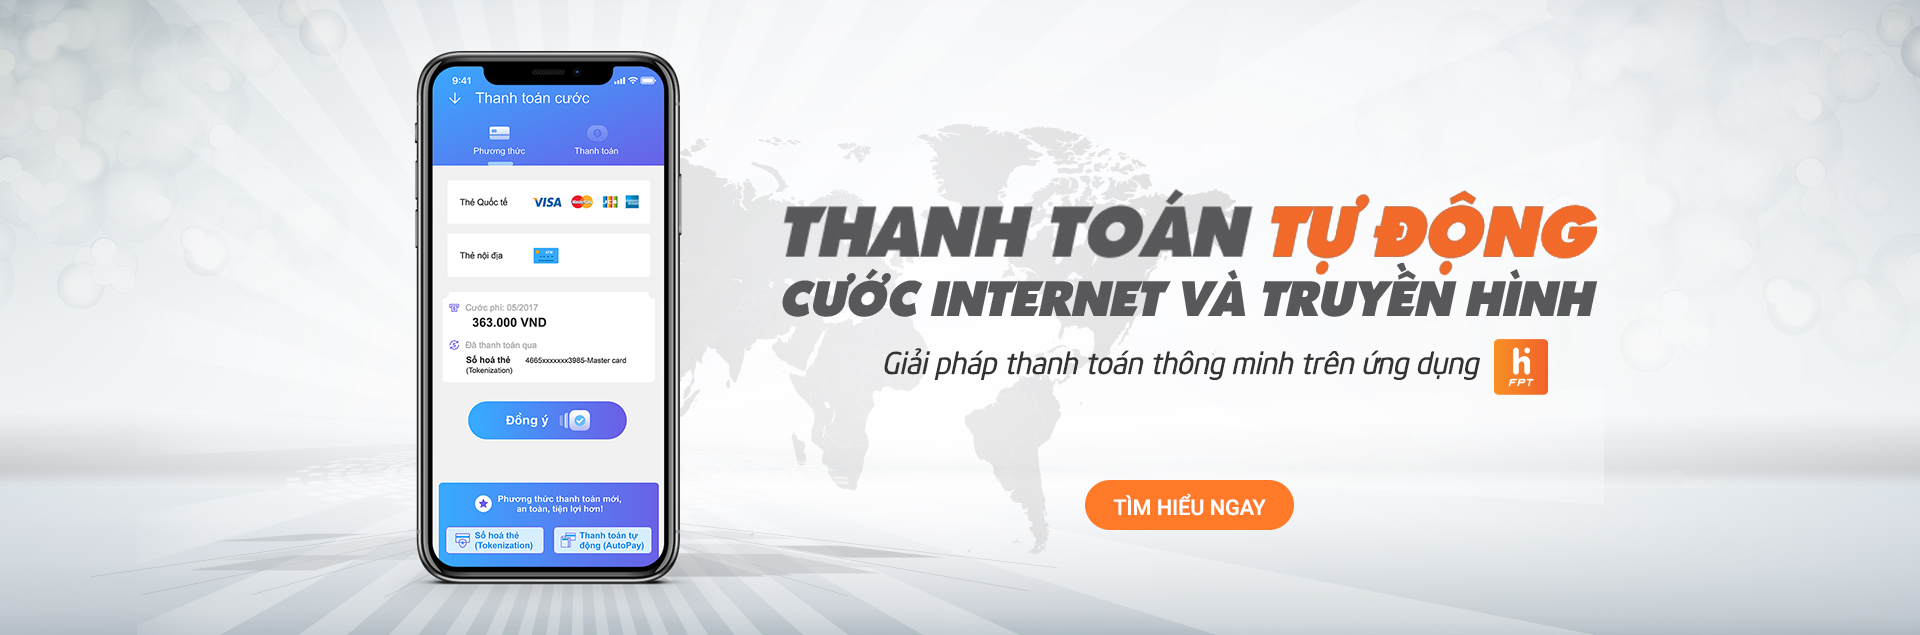 9:41
Thanh toán cước
Phương thức
Thanh toán
Thẻ Quốc tế
VISA
MasterCard
JCB
Thẻ nội địa
ATM
Cước phí: 05/2017
363.000 VND
Đã thanh toán qua
Số hoá thẻ
(Tokenization)
4665xxxxxxx3985-Master card
Đồng ý
Phương thức thanh toán mới,
an toàn, tiện lợi hơn!
Số hoá thẻ
(Tokenization)
Thanh toán tự
động (AutoPay)
THANH TOÁN TỰ ĐỘNG
CƯỚC INTERNET VÀ TRUYỀN HÌNH
Giải pháp thanh toán thông minh trên ứng dụng
hi
FPT
TÌM HIỂU NGAY